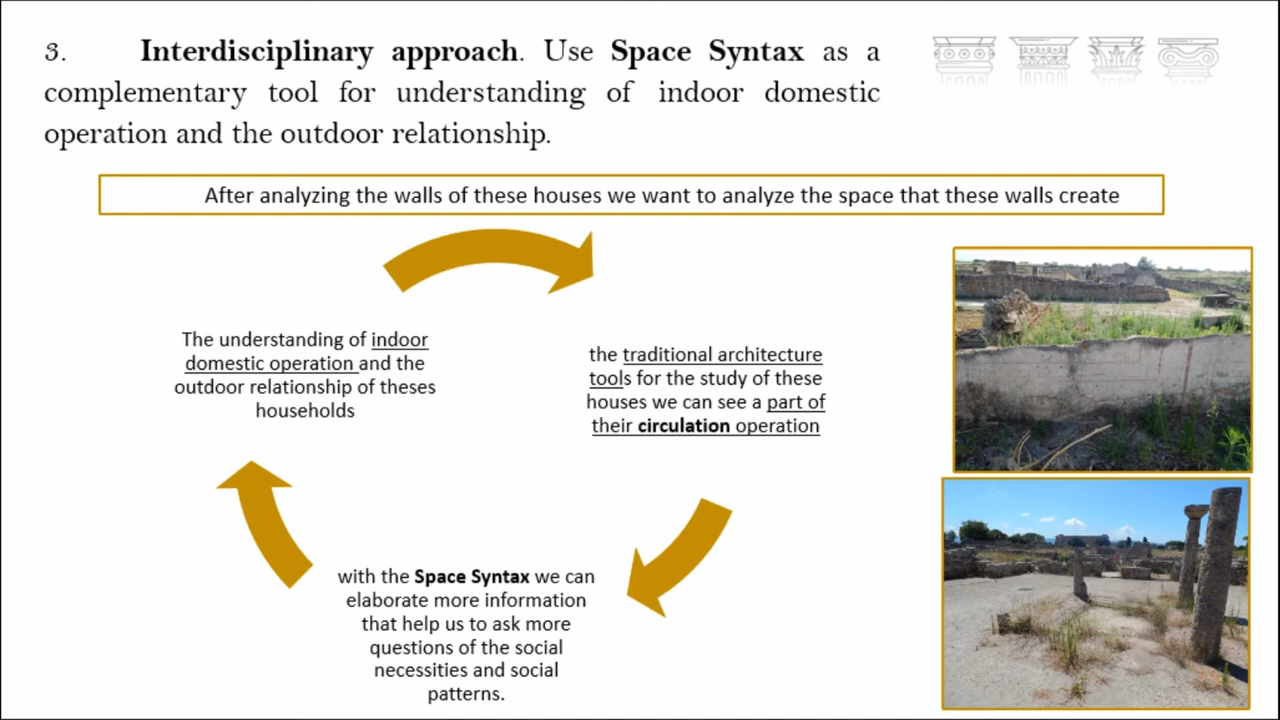 3. Interdisciplinary approach. Use Space Syntax as a
complementary tool for understanding of indoor domestic
operation and the outdoor relationship.
After analyzing the walls of these houses we want to analyze the space that these walls create
The understanding of indoor
domestic operation and the
outdoor relationship of theses
households
the traditional architecture
tools for the study of these
houses we can see a part of
their circulation operation
with the Space Syntax we can
elaborate more information
that help us to ask more
questions of the social
necessities and social
patterns.